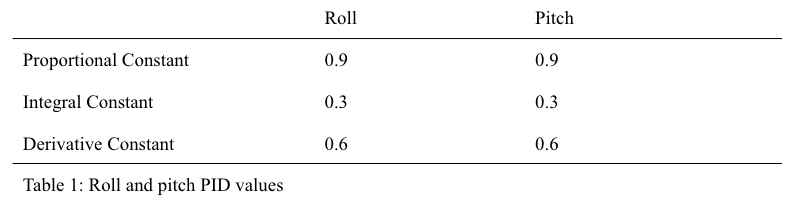 Roll Pitch
Proportional Constant 0.9 0.9
Integral Constant 0.3 0.3
Derivative Constant 0.6 0.6
Table 1: Roll and pitch PID values